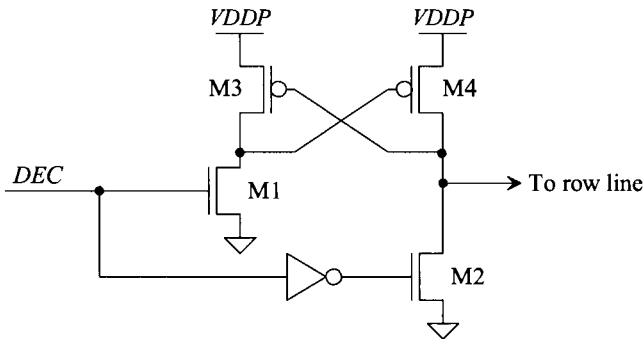 VDDP
VDDP
M3
M4
DEC
M1
To row line
M2